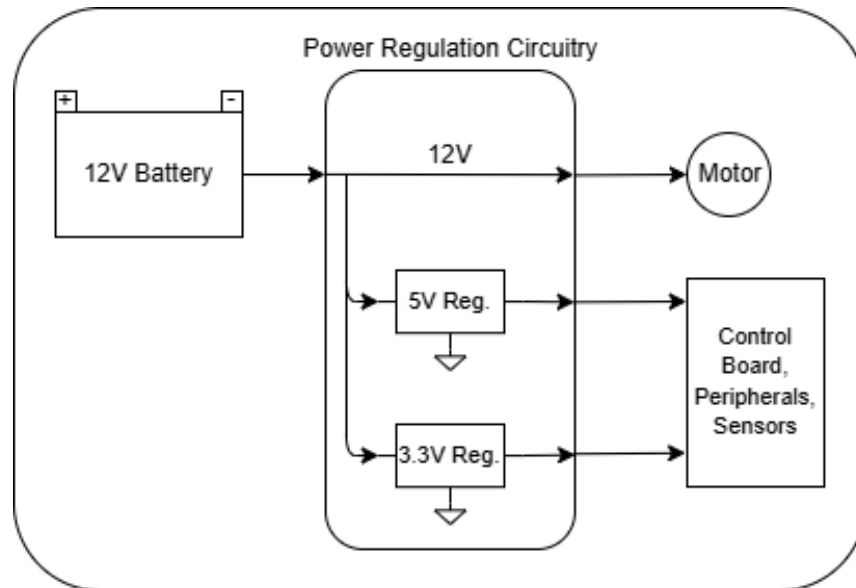 Power Regulation Circuitry
+ -
12V Battery
12V
Motor
5V Reg.
3.3V Reg.
Control
Board,
Peripherals,
Sensors